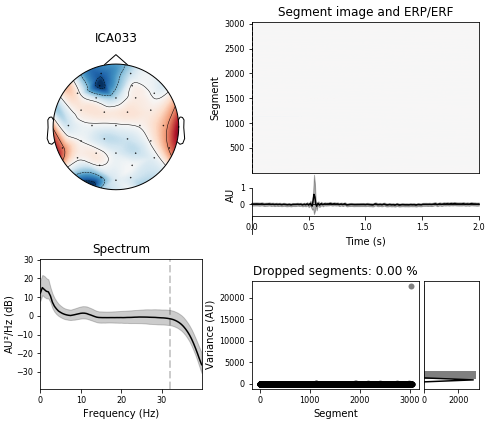 ICA033
Segment image and ERP/ERF
3000
2500
2000
1500
1000
500
Segment
1
0
AU
0.0 0.5 1.0 1.5 2.0
Time (s)
Spectrum
30
20
10
0
−10
−20
−30
AU²/Hz (dB)
0 10 20 30
Frequency (Hz)
Dropped segments: 0.00 %
20000
15000
10000
5000
0
Variance (AU)
0 1000 2000 3000
Segment
0 2000